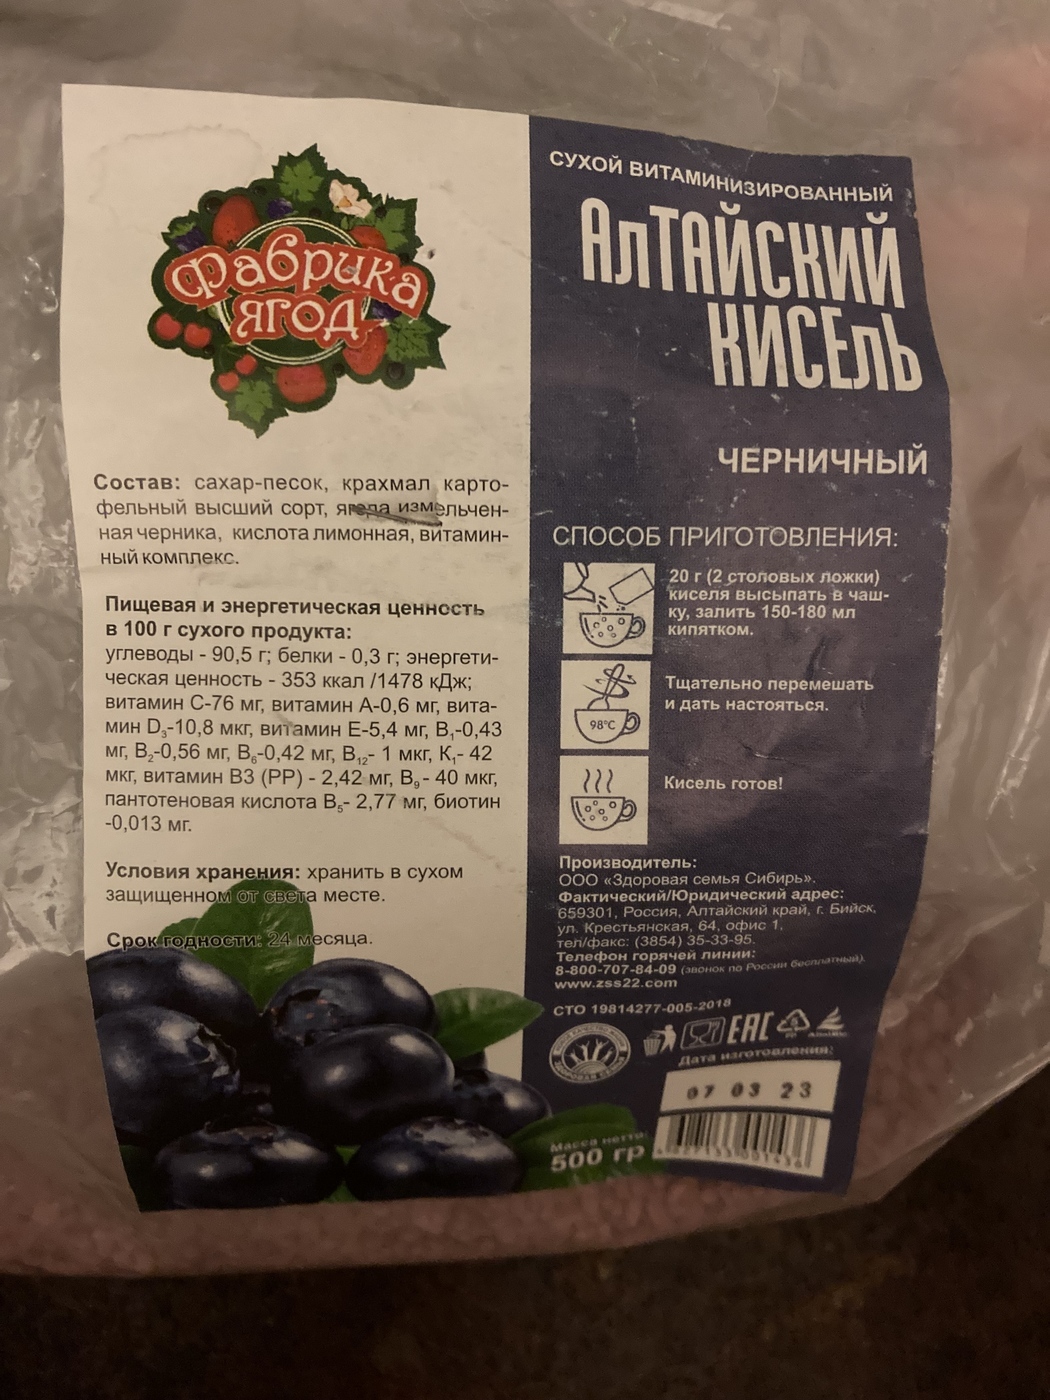 Фабрика
ягод
Состав: сахар-песок, крахмал карто-
фельный высший сорт, ягода измельчен-
ная черника, кислота лимонная, витамин-
ный комплекс.
Пищевая и энергетическая ценность
в 100 г сухого продукта:
углеводы - 90,5 г; белки - 0,3 г; энергети-
ческая ценность - 353 ккал /1478 кДж;
витамин С-76 мг, витамин А-0,6 мг, вита-
мин D₃-10,8 мкг, витамин Е-5,4 мг, В₁-0,43
мг, В₂-0,56 мг, В₆-0,42 мг, В₁₂- 1 мкг, К₁- 42
мкг, витамин В3 (РР) - 2,42 мг, В₉- 40 мкг,
пантотеновая кислота В₅- 2,77 мг, биотин
-0,013 мг.
Условия хранения: хранить в сухом
защищенном от света месте.
Срок годности: 24 месяца.
СУХОЙ ВИТАМИНИЗИРОВАННЫЙ
АлТАЙСКИЙ
КИСЕль
ЧЕРНИЧНЫЙ
СПОСОБ ПРИГОТОВЛЕНИЯ:
20 г (2 столовых ложки)
киселя высыпать в чаш-
ку, залить 150-180 мл
кипятком.
Тщательно перемешать
и дать настояться.
98°С
Кисель готов!
Производитель:
ООО «Здоровая семья Сибирь».
Фактический/Юридический адрес:
659301, Россия, Алтайский край, г. Бийск,
ул. Крестьянская, 64, офис 1,
тел/факс: (3854) 35-33-95.
Телефон горячей линии:
8-800-707-84-09 (звонок по России бесплатный).
www.zss22.com
СТО 19814277-005-2018
ЕАС
Дата изготовления:
07 03 23
Масса нетто:
500 гр